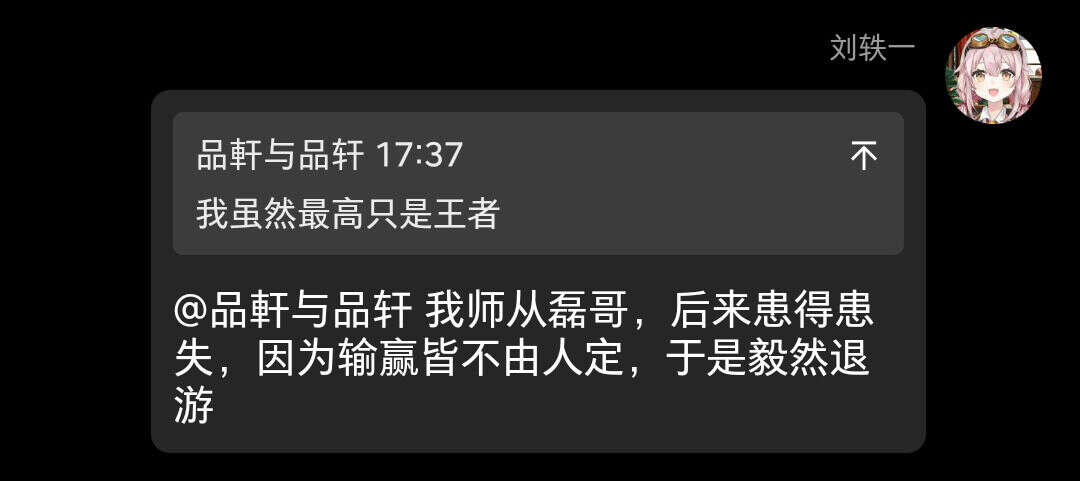 刘轶一
品軒与品轩 17:37
我虽然最高只是王者
@品軒与品轩 我师从磊哥，后来患得患
失，因为输赢皆不由人定，于是毅然退
游